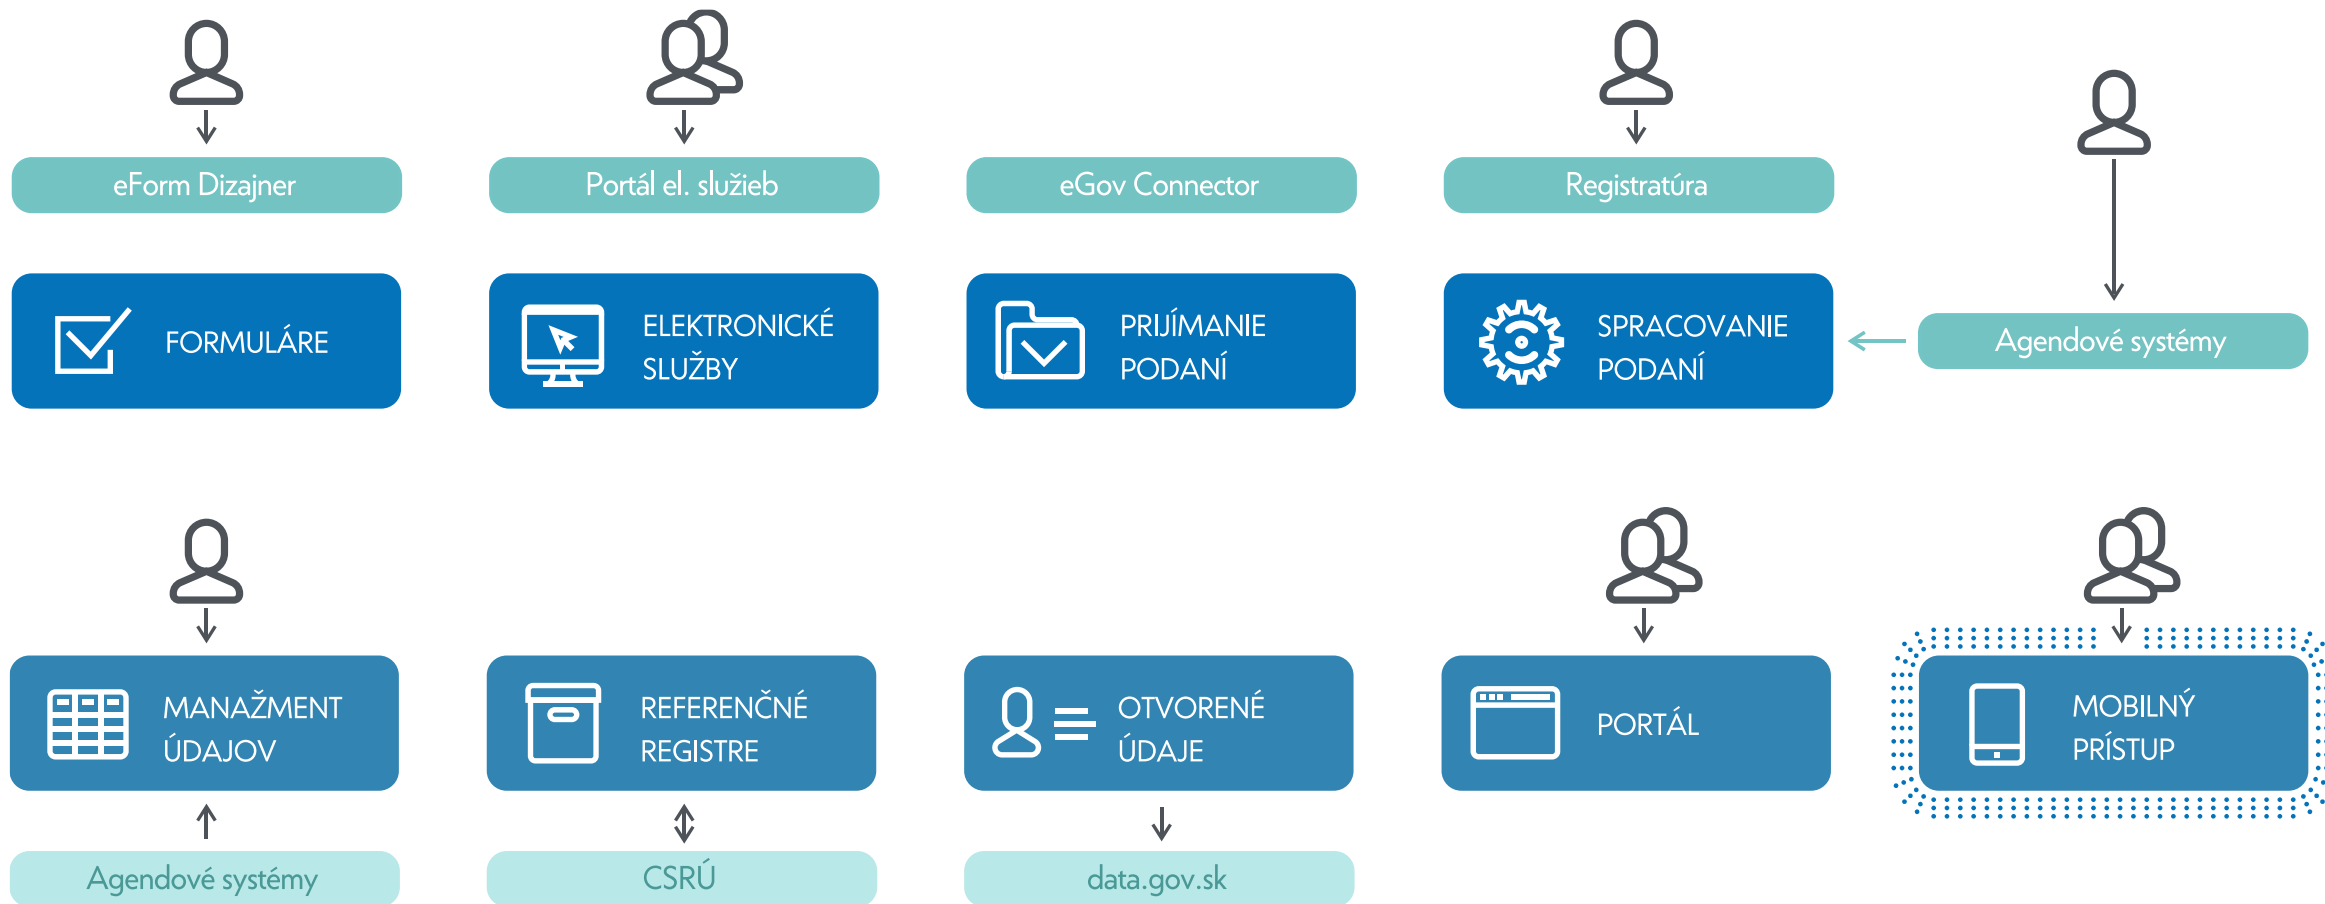 eForm Dizajner
Portál el. služieb
eGov Connector
Registratúra
FORMULÁRE
ELEKTRONICKÉ
SLUŽBY
PRIJÍMANIE
PODANÍ
SPRACOVANIE
PODANÍ
Agendové systémy
MANAŽMENT
ÚDAJOV
REFERENČNÉ
REGISTRE
OTVORENÉ
ÚDAJE
PORTÁL
MOBILNÝ
PRÍSTUP
Agendové systémy
CSRÚ
data.gov.sk